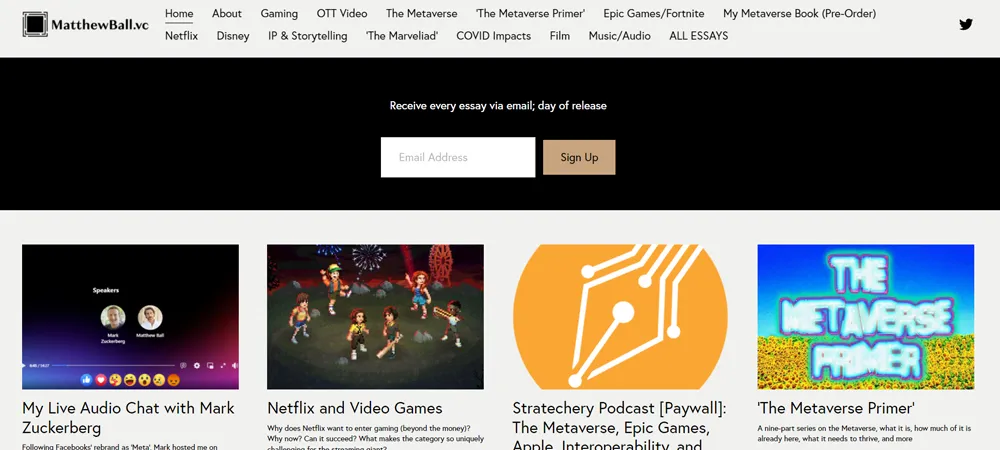 MatthewBall.vc
Home About Gaming OTT Video The Metaverse 'The Metaverse Primer' Epic Games/Fortnite My Metaverse Book (Pre-Order)
Netflix Disney IP & Storytelling 'The Marveliad' COVID Impacts Film Music/Audio ALL ESSAYS
Receive every essay via email; day of release
Email Address
Sign Up
Speakers
Mark
Zuckerberg
Matthew Ball
THE
METAVERSE
PRIMER
My Live Audio Chat with Mark
Zuckerberg
Following Facebooks' rebrand as 'Meta', Mark hosted me on
Netflix and Video Games
Why does Netflix want to enter gaming (beyond the money)?
Why now? Can it succeed? What makes the category so uniquely
challenging for the streaming giant?
Stratechery Podcast [Paywall]:
The Metaverse, Epic Games,
Apple, Interoperability, and
'The Metaverse Primer'
A nine-part series on the Metaverse, what it is, how much of it is
already here, what it needs to thrive, and more